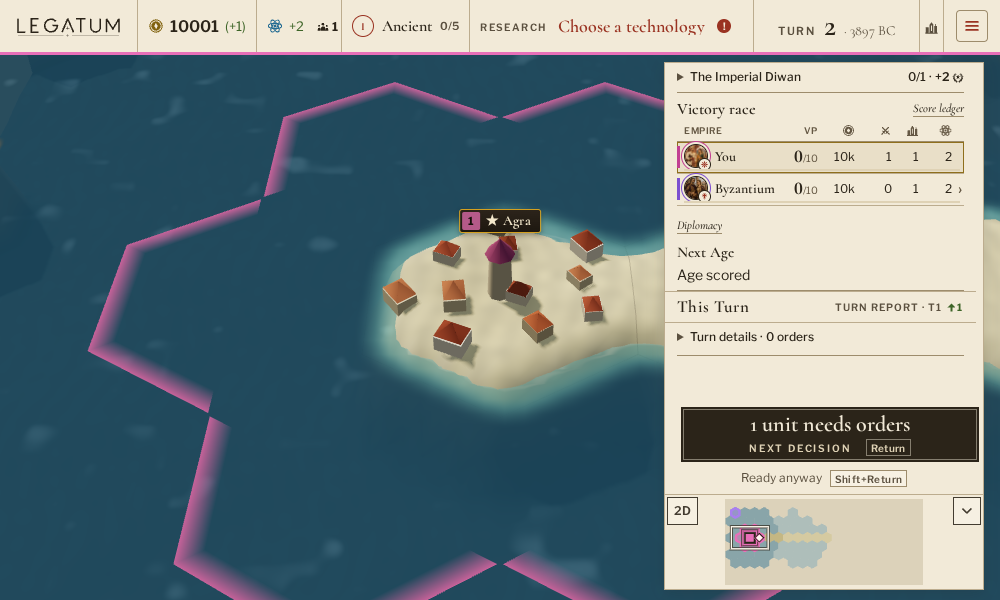 LEGATUM
10001 (+1)
+2
1
I Ancient 0/5
RESEARCH Choose a technology !
TURN 2 · 3897 BC
The Imperial Diwan 0/1 · +2
Victory race Score ledger
EMPIRE VP
You 0/10 10k 1 1 2
Byzantium 0/10 10k 0 1 2 ›
Diplomacy
Next Age
Age scored
This Turn TURN REPORT · T1 ↑1
Turn details · 0 orders
1 unit needs orders
NEXT DECISION Return
Ready anyway Shift+Return
2D
1 ★ Agra